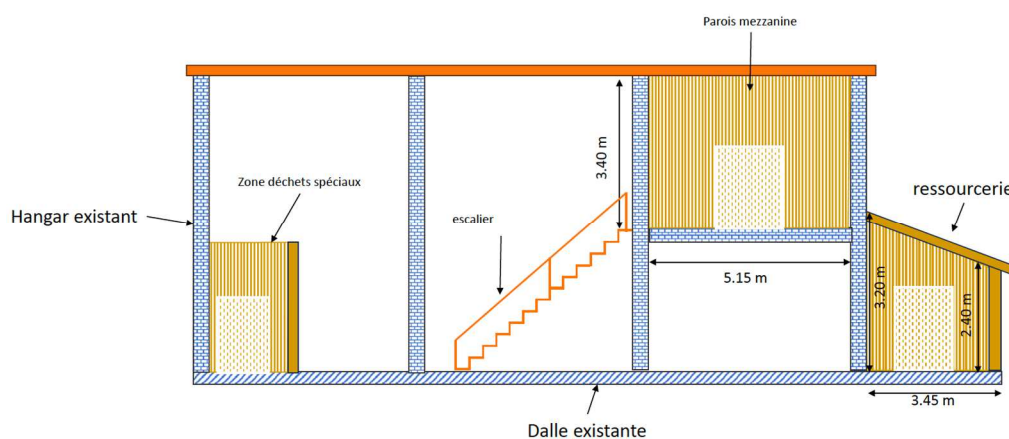 Parois mezzanine
3.40 m
Zone déchets spéciaux
ressourcerie
Hangar existant
escalier
5.15 m
3.20 m
2.40 m
3.45 m
Dalle existante